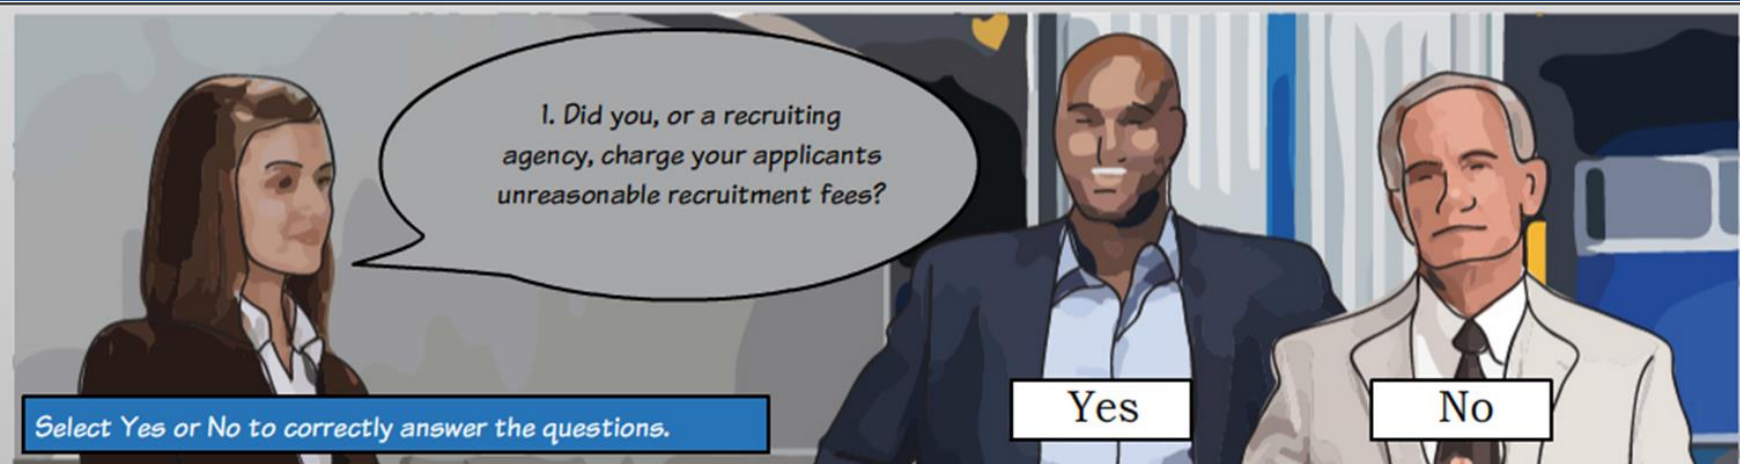 1. Did you, or a recruiting
agency, charge your applicants
unreasonable recruitment fees?
Select Yes or No to correctly answer the questions.
Yes
No